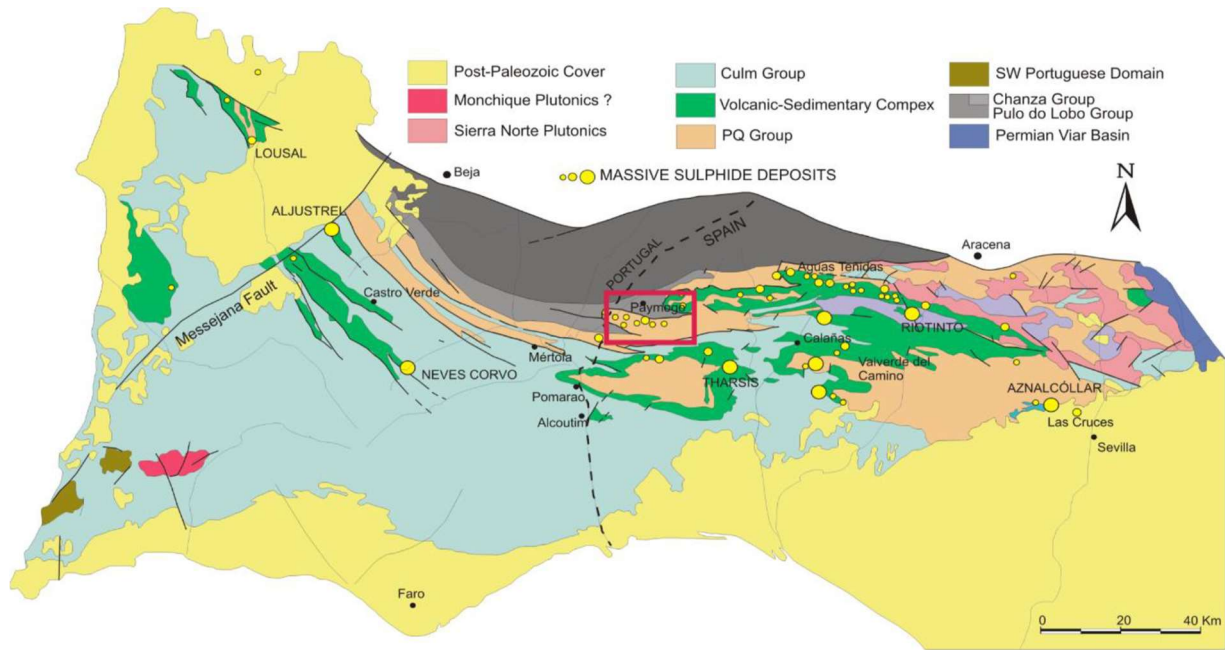 Post-Paleozoic Cover
Monchique Plutonics ?
Sierra Norte Plutonics
Culm Group
Volcanic-Sedimentary Compex
PQ Group
SW Portuguese Domain
Chanza Group
Pulo do Lobo Group
Permian Viar Basin
MASSIVE SULPHIDE DEPOSITS
N
LOUSAL
Beja
ALJUSTREL
PORTUGAL
SPAIN
Aracena
Aguas Teñidas
Messejana Fault
Castro Verde
Paymogo
RIOTINTO
Mértola
Calañas
NEVES CORVO
THARSIS
Valverde del
Camino
Pomarao
AZNALCÓLLAR
Alcoutim
Las Cruces
Sevilla
Faro
0 20 40 Km